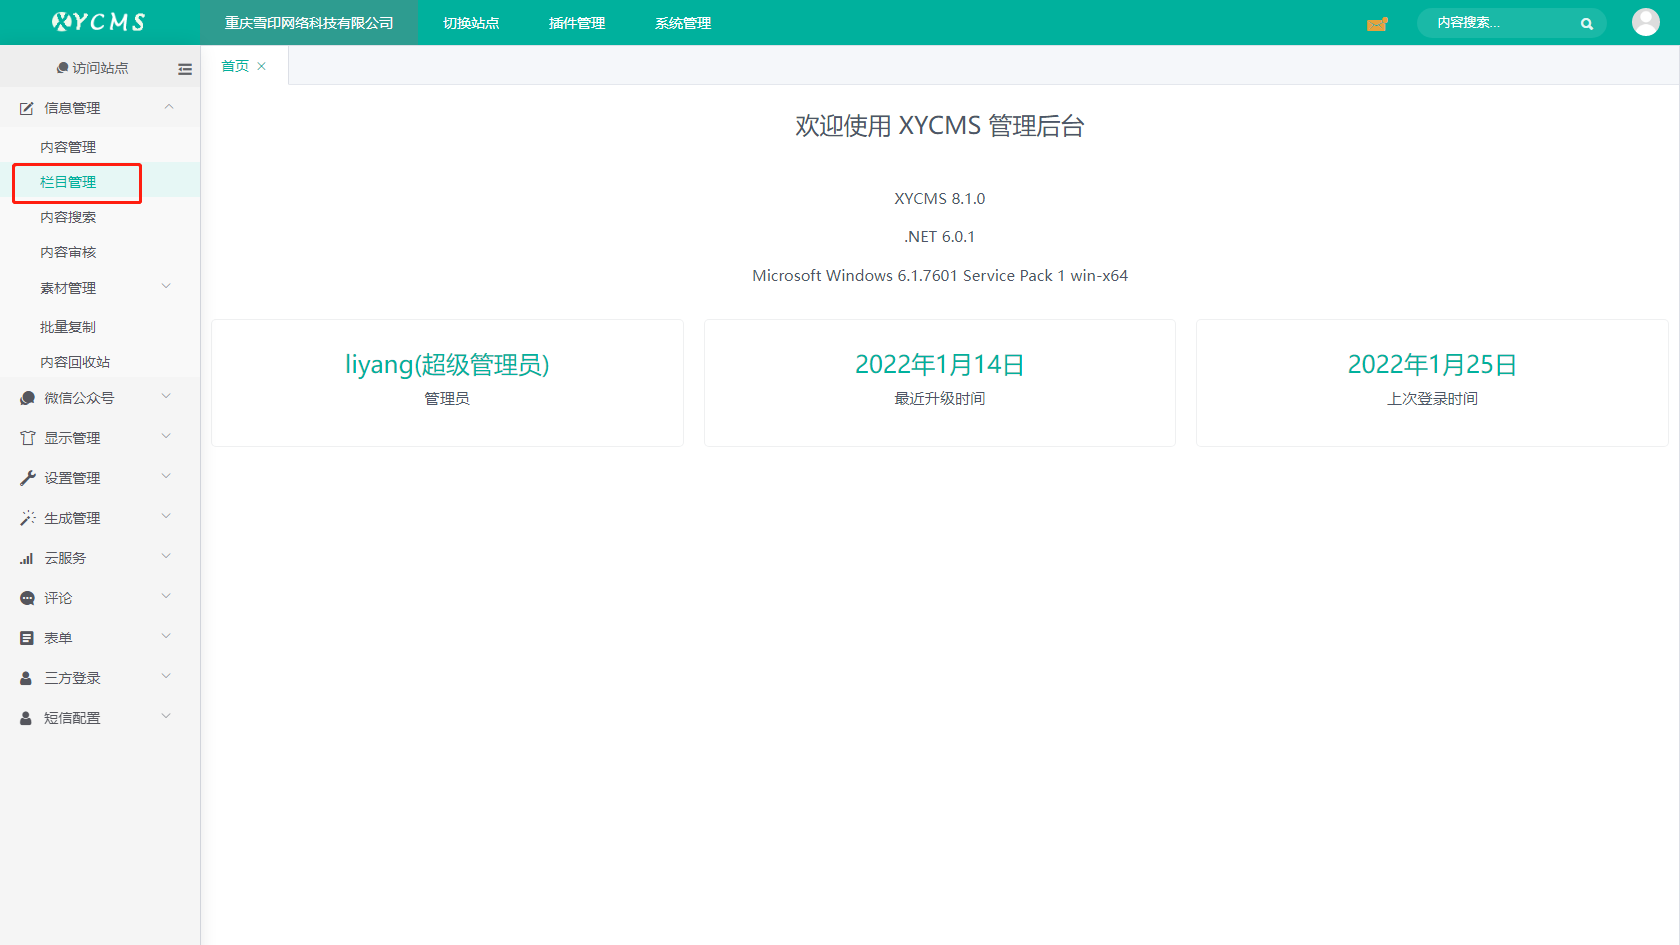 XYCMS
重庆雪印网络科技有限公司
切换站点
插件管理
系统管理
内容搜索...
访问站点
首页
信息管理
内容管理
栏目管理
内容搜索
内容审核
素材管理
批量复制
内容回收站
微信公众号
显示管理
设置管理
生成管理
云服务
评论
表单
三方登录
短信配置
欢迎使用 XYCMS 管理后台
XYCMS 8.1.0
.NET 6.0.1
Microsoft Windows 6.1.7601 Service Pack 1 win-x64
liyang(超级管理员)
管理员
2022年1月14日
最近升级时间
2022年1月25日
上次登录时间